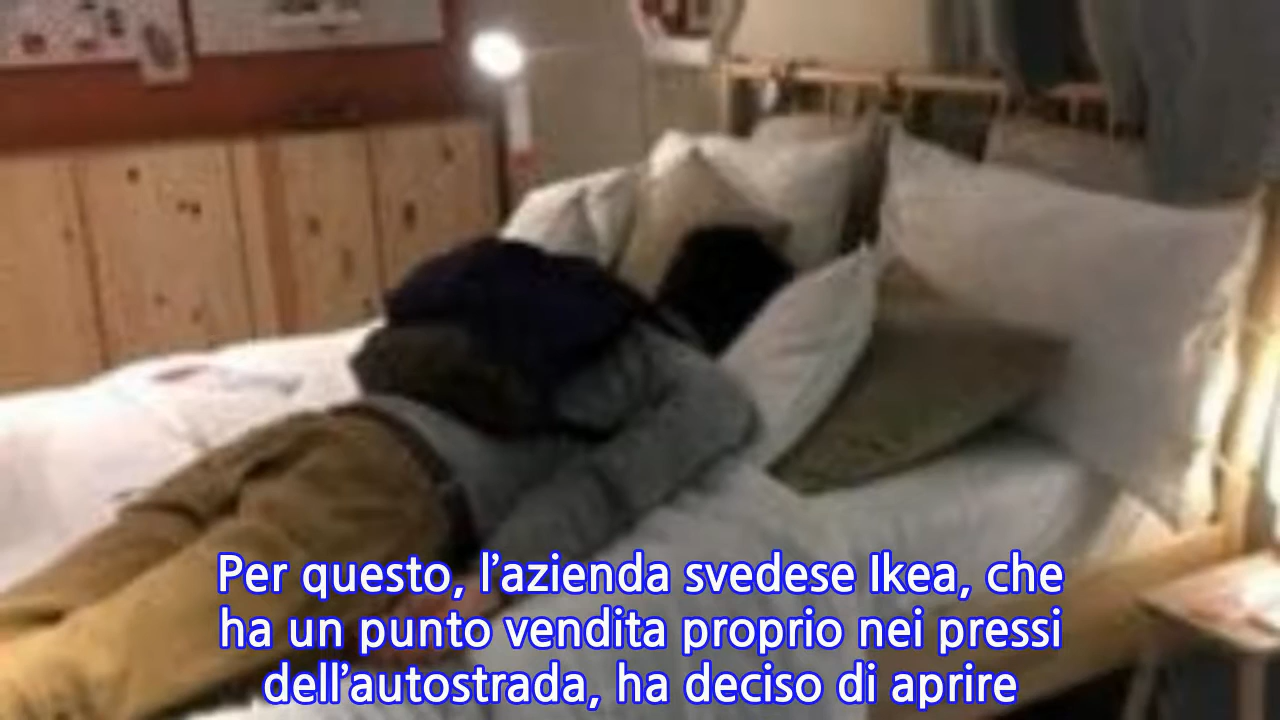 Per questo, l'azienda svedese Ikea, che
ha un punto vendita proprio nei pressi
dell'autostrada, ha deciso di aprire